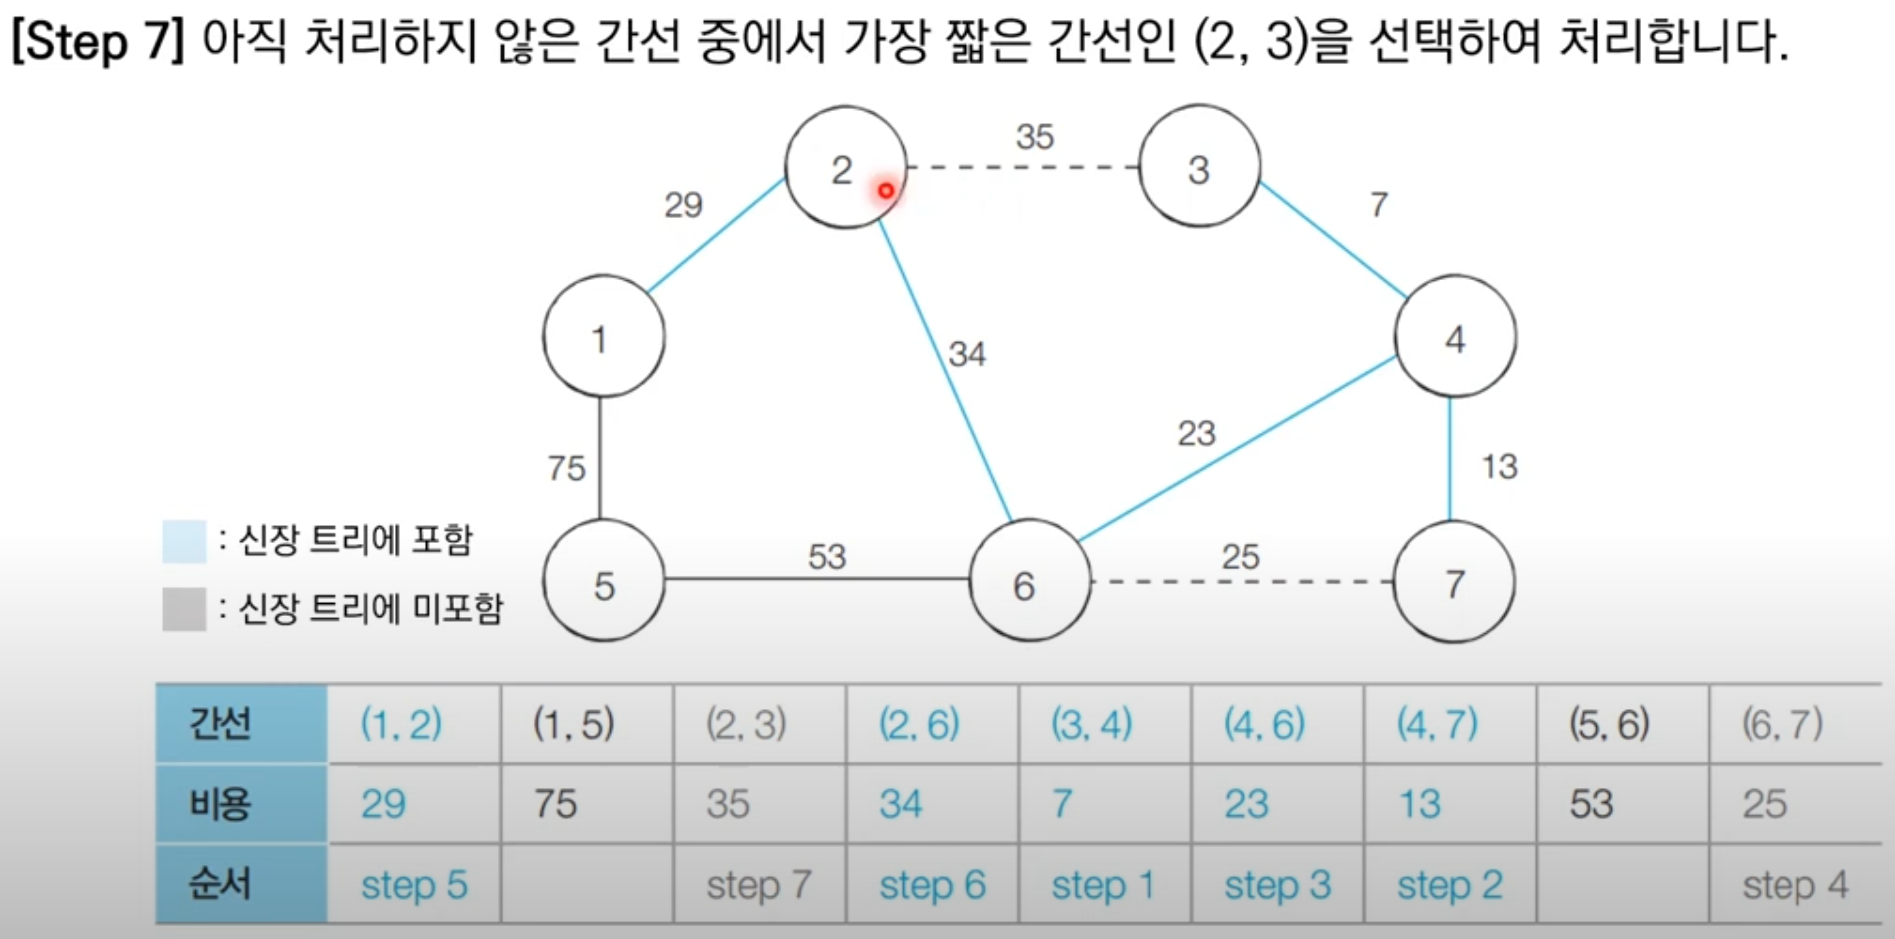 [Step 7] 아직 처리하지 않은 간선 중에서 가장 짧은 간선인 (2, 3)을 선택하여 처리합니다.
2
35
3
29
7
1
34
4
23
75
13
: 신장 트리에 포함
53
25
5
6
7
: 신장 트리에 미포함
간선 (1, 2) (1, 5) (2, 3) (2, 6) (3, 4) (4, 6) (4, 7) (5, 6) (6, 7)
비용 29 75 35 34 7 23 13 53 25
순서 step 5 step 7 step 6 step 1 step 3 step 2 step 4